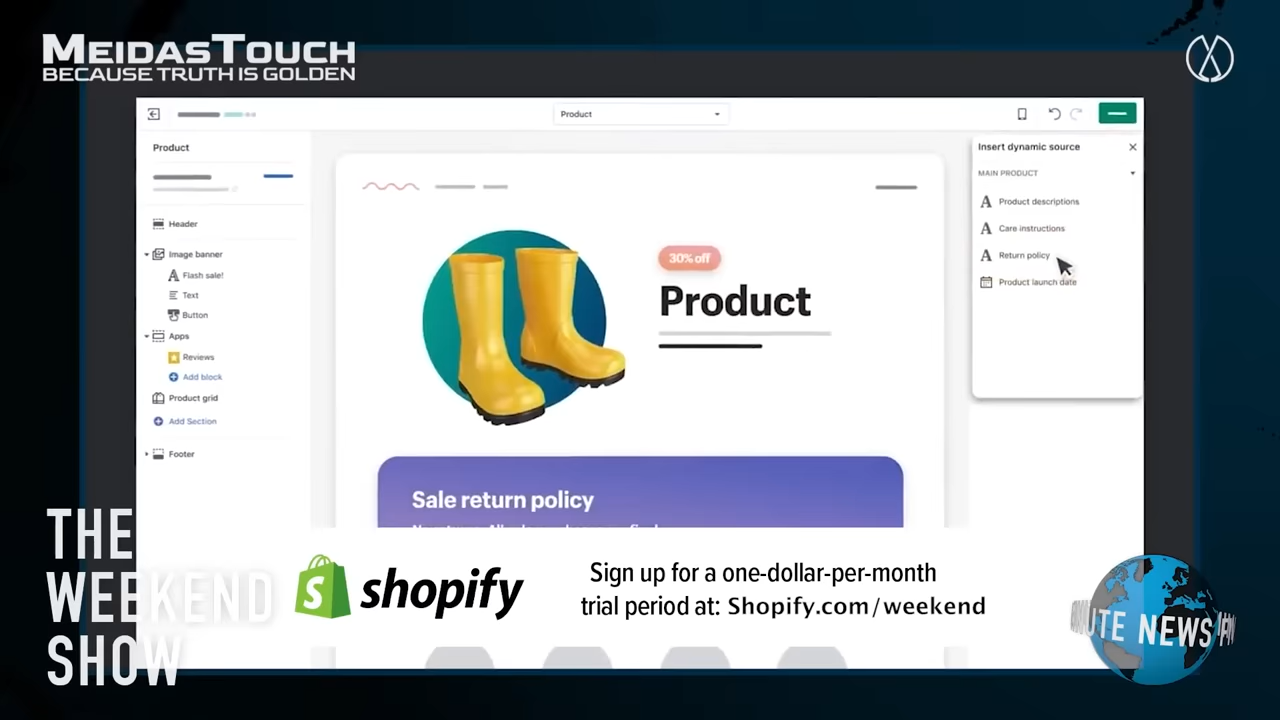 MEIDASTOUCH
BECAUSE TRUTH IS GOLDEN
Product
Product
Header
Image banner
Flash sale!
Text
Button
Apps
Reviews
Add block
Product grid
Add Section
Footer
30% off
Product
Sale return policy
Insert dynamic source
MAIN PRODUCT
Product descriptions
Care instructions
Return policy
Product launch date
THE
WEEKEND
SHOW
shopify
Sign up for a one-dollar-per-month
trial period at: Shopify.com/weekend
NEWS